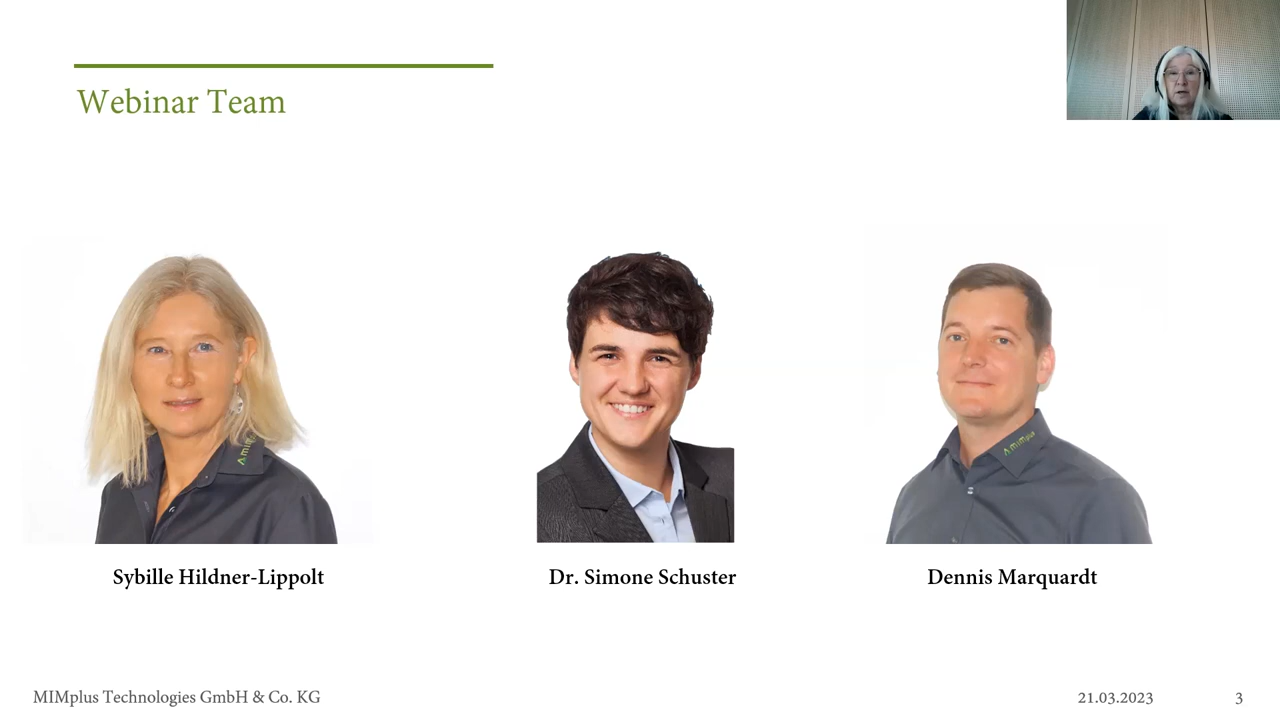 Webinar Team
mimplus
Sybille Hildner-Lippolt
Dr. Simone Schuster
Dennis Marquardt
MIMplus Technologies GmbH & Co. KG
21.03.2023
3